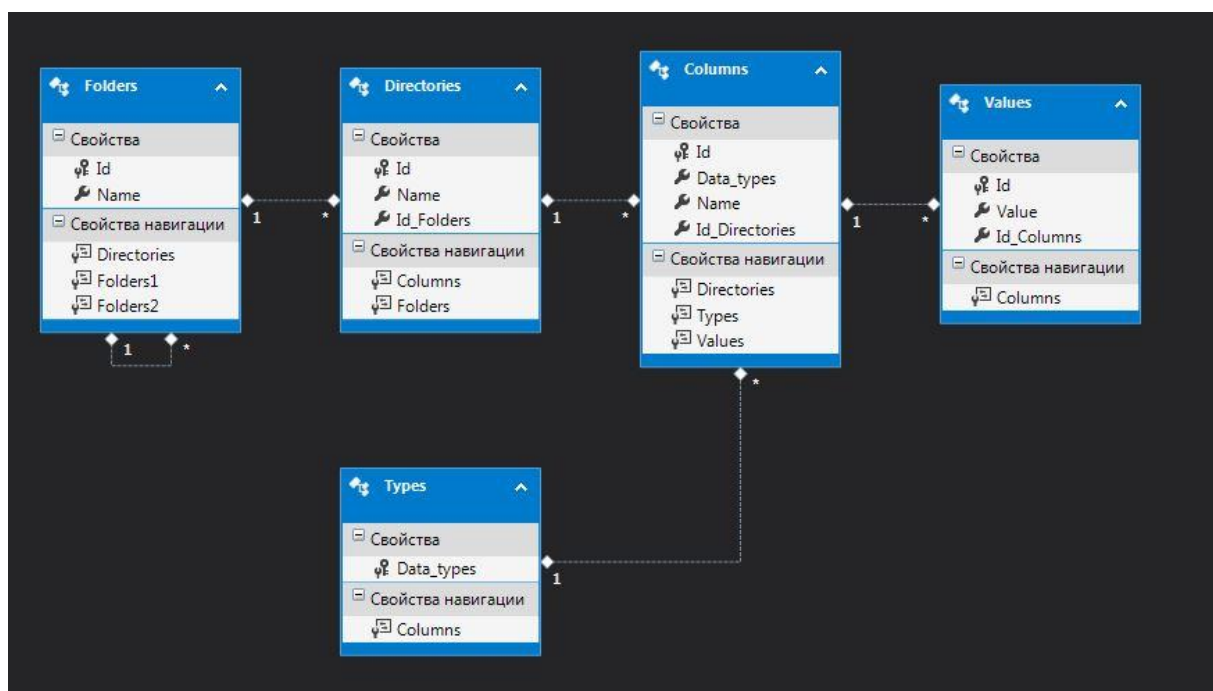 Folders
Свойства
Id
Name
Свойства навигации
Directories
Folders1
Folders2
1
*
1
*
Directories
Свойства
Id
Name
Id_Folders
Свойства навигации
Columns
Folders
1
*
Columns
Свойства
Id
Data_types
Name
Id_Directories
Свойства навигации
Directories
Types
Values
1
*
*
Values
Свойства
Id
Value
Id_Columns
Свойства навигации
Columns
Types
Свойства
Data_types
Свойства навигации
Columns
1